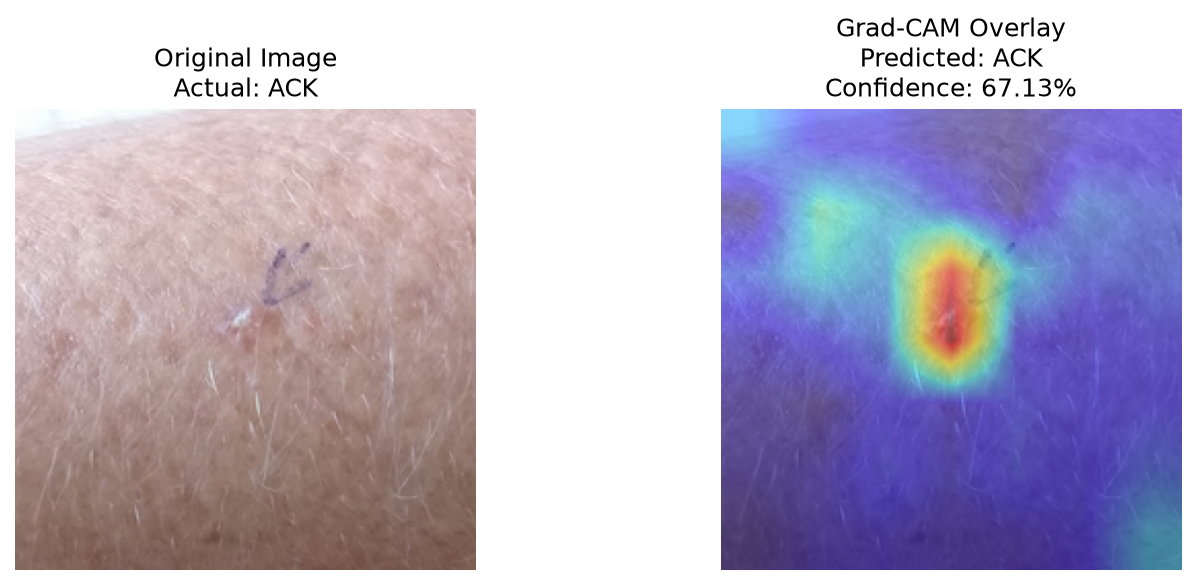 Original Image
Actual: ACK
Grad-CAM Overlay
Predicted: ACK
Confidence: 67.13%